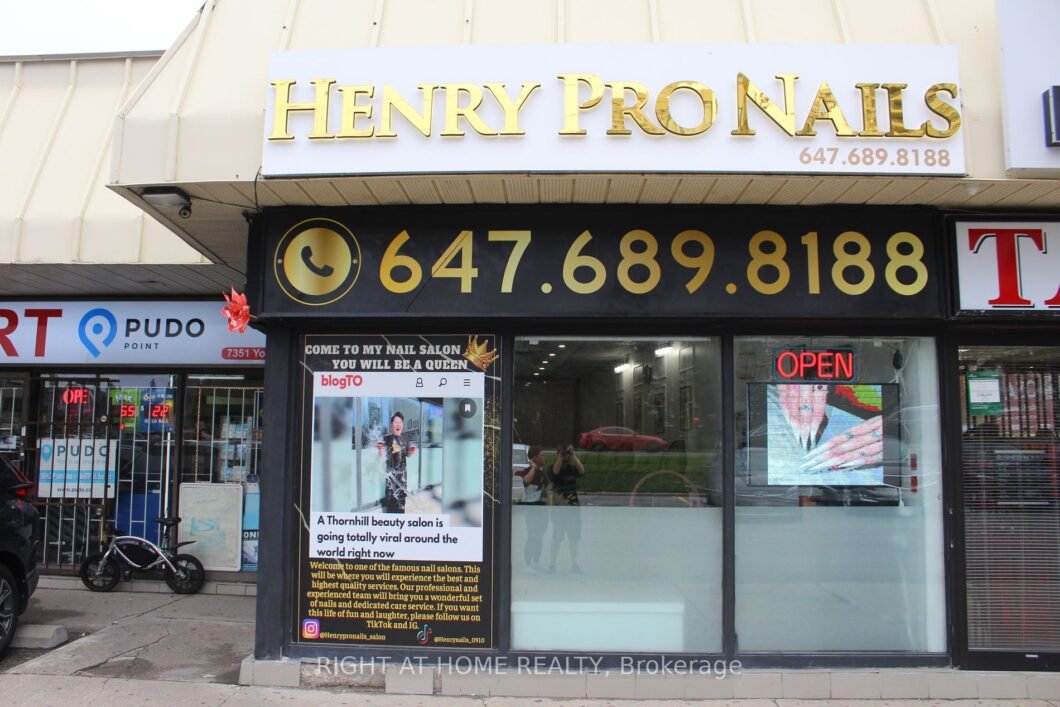 HENRY PRO NAILS
647.689.8188
647.689.8188
RT
PUDO
POINT
7351 Yo
OPE
PUDO
COME TO MY NAIL SALON
YOU WILL BE A QUEEN
blogTO
A Thornhill beauty salon is
going totally viral around the
world right now
Welcome to one of the famous nail salons. This
will be where you will experience the best and
highest quality services. Our professional and
experienced team will bring you a wonderful set
of nails and dedicated care service. If you want
this life of fun and laughter, please follow us on
TikTok and IG.
@Henrypronails_salon
@Henrynails_0910
OPEN
TA
RIGHT AT HOME REALTY, Brokerage